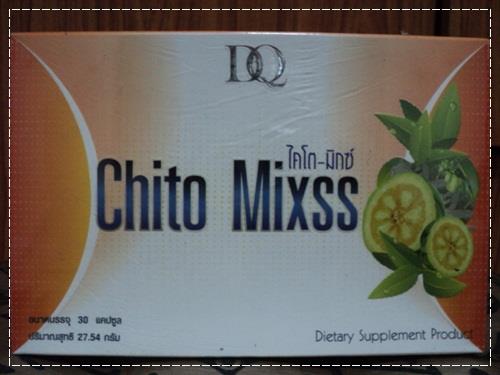 DQ
ไคโต-มิกซ์
Chito Mixss
ขนาดบรรจุ 30 แคปซูล
ปริมาณสุทธิ 27.54 กรัม
Dietary Supplement Product